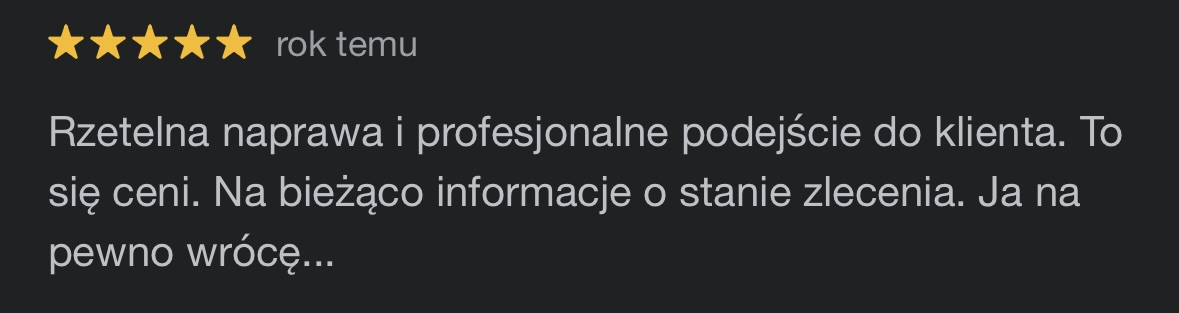 rok temu
Rzetelna naprawa i profesjonalne podejście do klienta. To
się ceni. Na bieżąco informacje o stanie zlecenia. Ja na
pewno wrócę...